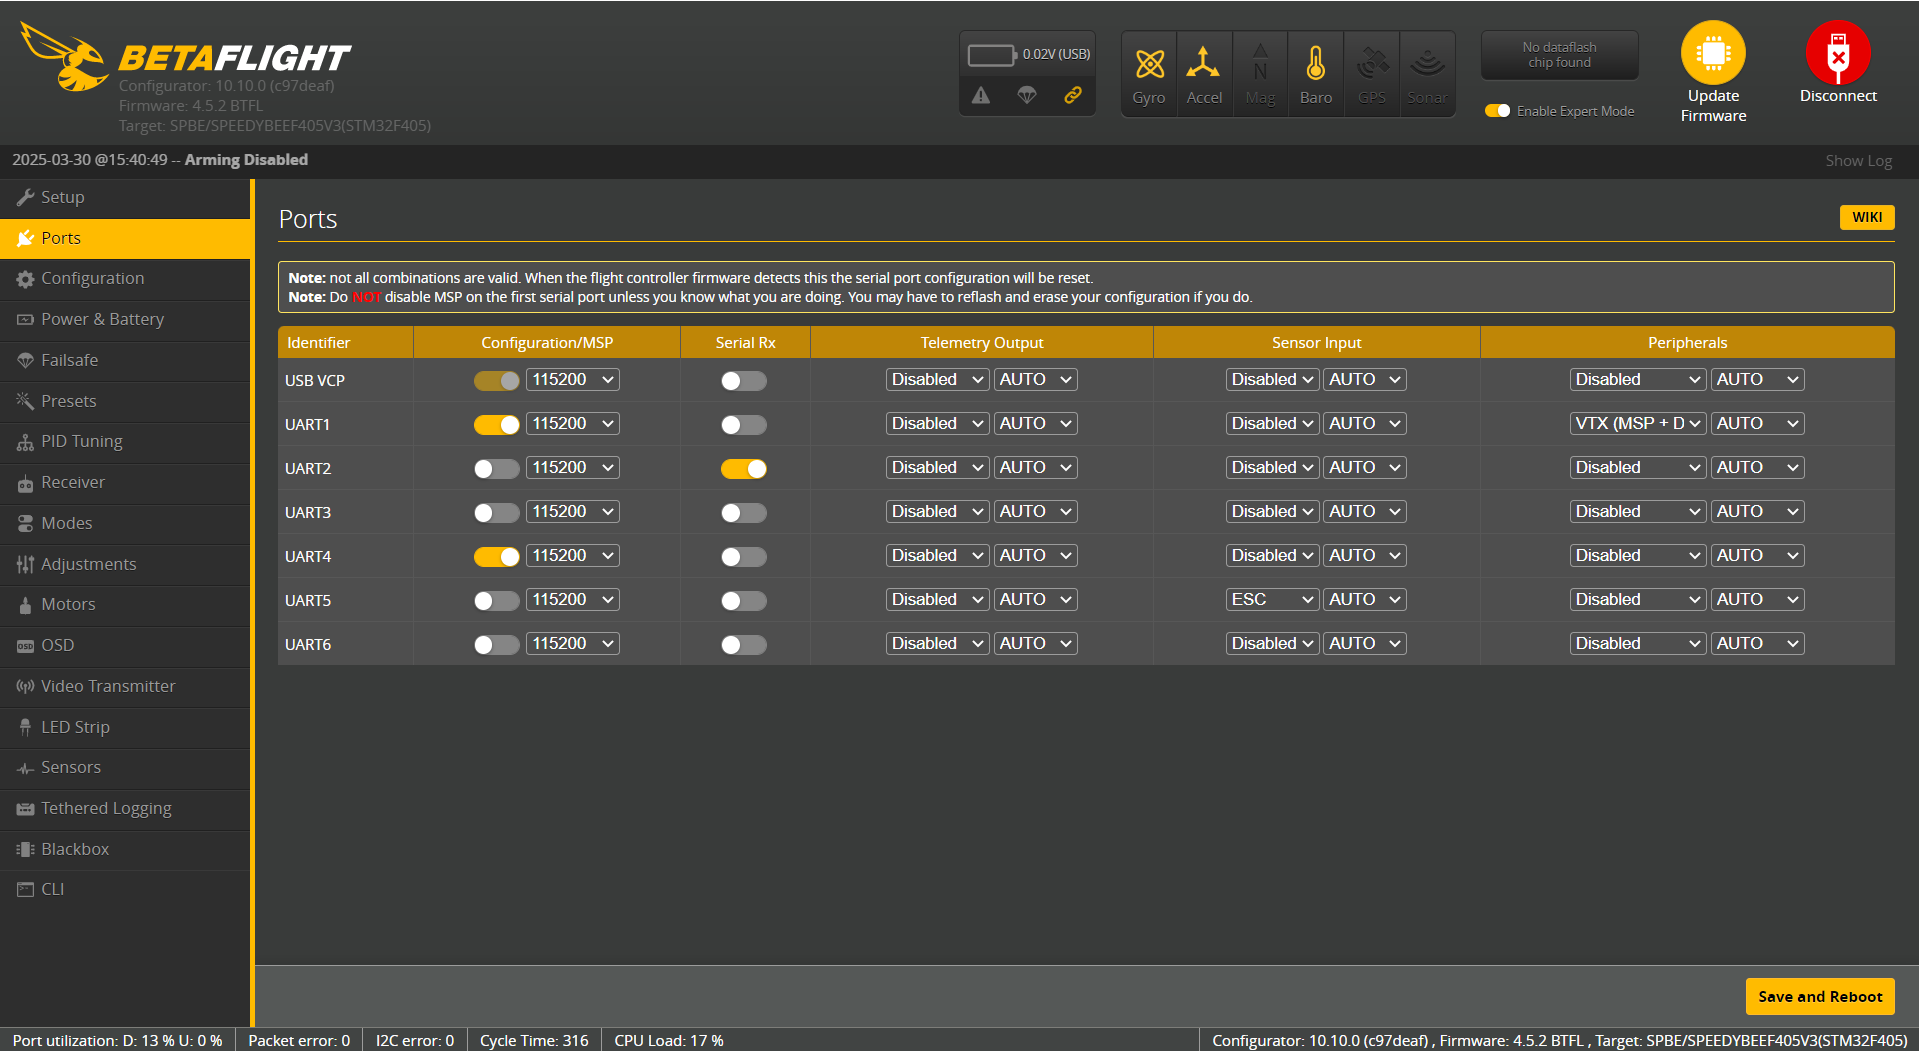 BETAFLIGHT
Configurator: 10.10.0 (c97deaf)
Firmware: 4.5.2 BTFL
Target: SPBE/SPEEDYBEEF405V3(STM32F405)
0.02V (USB)
Gyro
Accel
N
Mag
Baro
GPS
Sonar
No dataflash
chip found
Enable Expert Mode
Update
Firmware
Disconnect
2025-03-30 @15:40:49 -- Arming Disabled
Show Log
Setup
Ports
Configuration
Power & Battery
Failsafe
Presets
PID Tuning
Receiver
Modes
Adjustments
Motors
OSD OSD
Video Transmitter
LED Strip
Sensors
Tethered Logging
Blackbox
CLI
Ports
WIKI
Note: not all combinations are valid. When the flight controller firmware detects this the serial port configuration will be reset.
Note: Do NOT disable MSP on the first serial port unless you know what you are doing. You may have to reflash and erase your configuration if you do.
Identifier Configuration/MSP Serial Rx Telemetry Output Sensor Input Peripherals
USB VCP 115200 Disabled AUTO Disabled AUTO Disabled AUTO
UART1 115200 Disabled AUTO Disabled AUTO VTX (MSP + D AUTO
UART2 115200 Disabled AUTO Disabled AUTO Disabled AUTO
UART3 115200 Disabled AUTO Disabled AUTO Disabled AUTO
UART4 115200 Disabled AUTO Disabled AUTO Disabled AUTO
UART5 115200 Disabled AUTO ESC AUTO Disabled AUTO
UART6 115200 Disabled AUTO Disabled AUTO Disabled AUTO
Save and Reboot
Port utilization: D: 13 % U: 0 % Packet error: 0 I2C error: 0 Cycle Time: 316 CPU Load: 17 % Configurator: 10.10.0 (c97deaf) , Firmware: 4.5.2 BTFL , Target: SPBE/SPEEDYBEEF405V3(STM32F405)